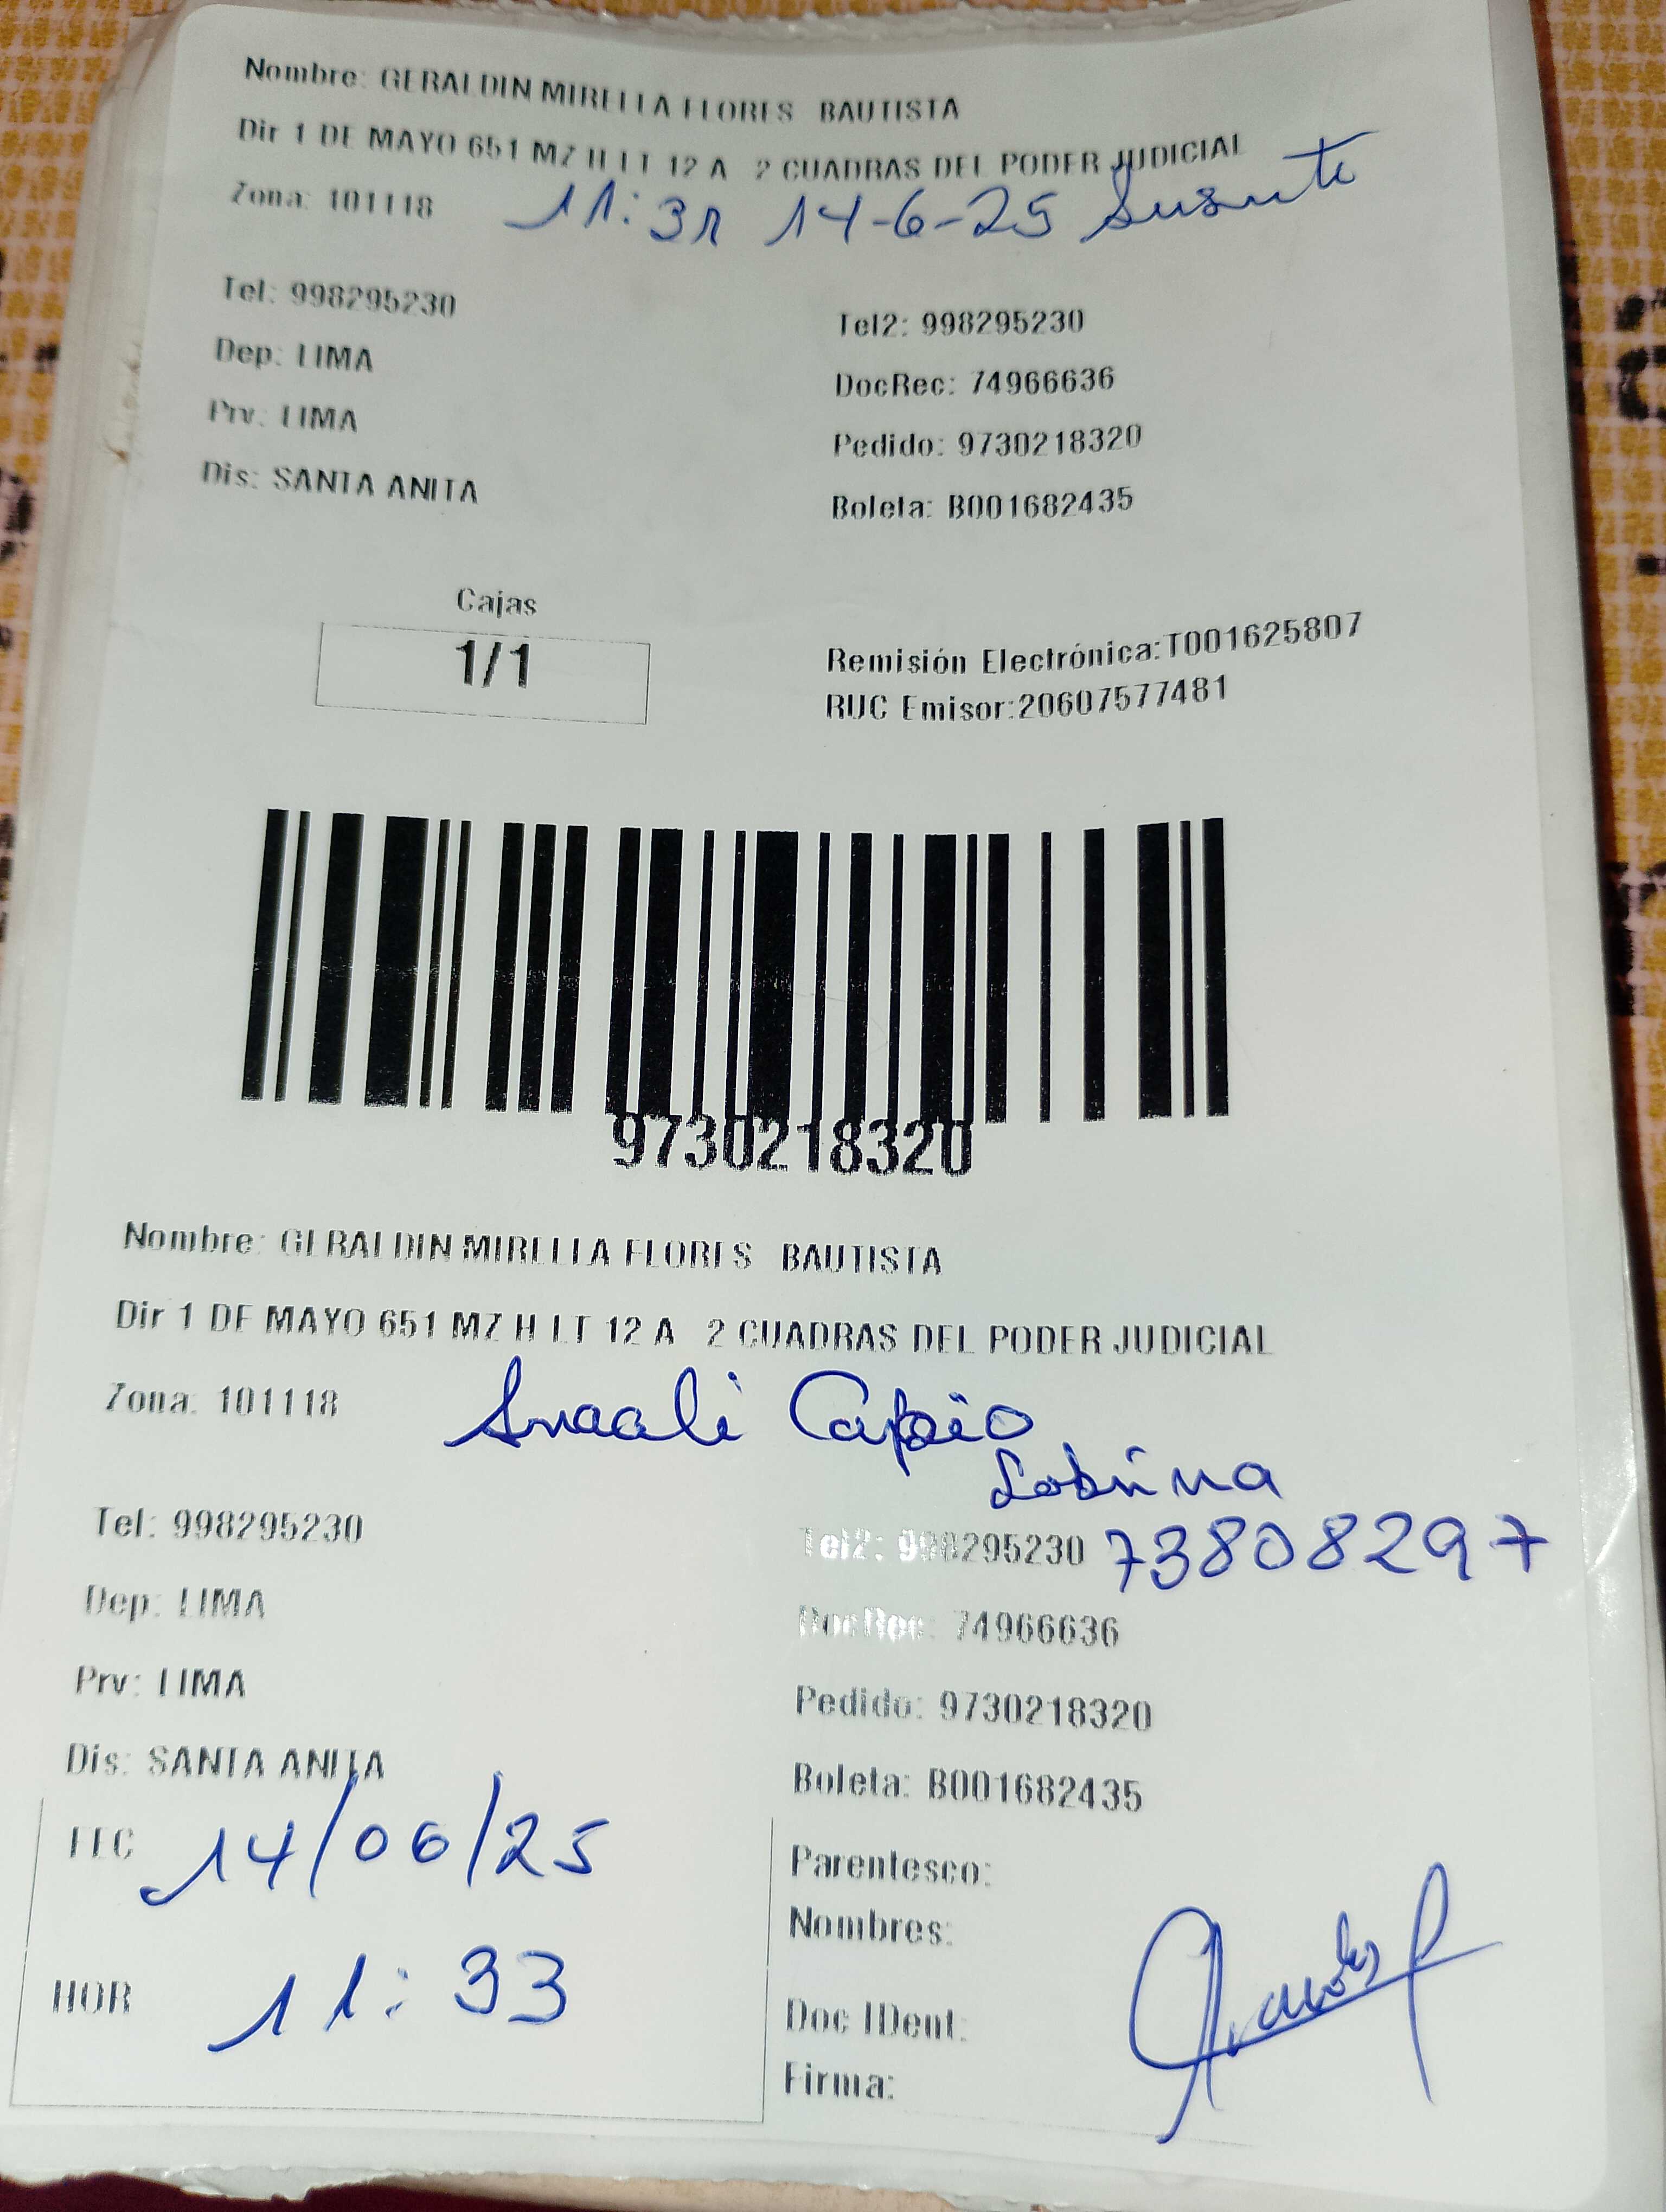 Nombre: GERALDIN MIRELLA FLORES BAUTISTA
Dir 1 DE MAYO 651 MZ H LT 12 A 2 CUADRAS DEL PODER JUDICIAL
Zona: 101118 14-6-25
Tel: 998295230
Tel2: 998295230
Dep: LIMA
DocRec: 74966636
Prv: LIMA
Pedido: 9730218320
Dis: SANTA ANITA
Boleta: B001682435
Cajas
1/1
Remisión Electrónica:T001625807
RUC Emisor:20607577481
9730218320
Nombre: GERALDIN MIRELLA FLORES BAUTISTA
Dir 1 DE MAYO 651 MZ H LT 12 A 2 CUADRAS DEL PODER JUDICIAL
Zona: 101118
Sobrina
Tel: 998295230
Tel2: 998295230 73808297
Dep: LIMA
DocRec: 74966636
Prv: LIMA
Pedido: 9730218320
Dis: SANTA ANITA
Boleta: B001682435
FEC 14/06/25
Parentesco:
Nombres:
HOR 11:33
Doc IDent:
Firma: